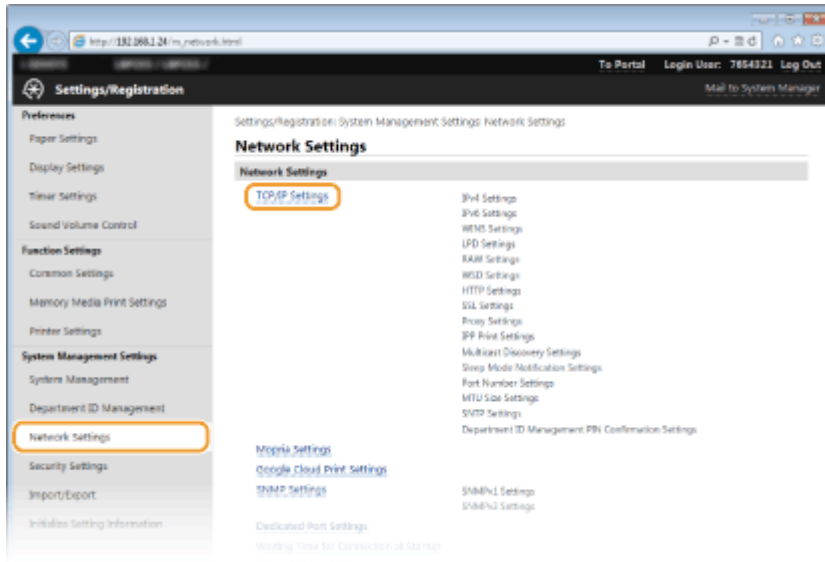 http://192.168.1.24/m_network.html
To Portal Login User: 7654321 Log Out
Settings/Registration
Mail to System Manager
Preferences
Paper Settings
Display Settings
Timer Settings
Sound Volume Control
Function Settings
Common Settings
Memory Media Print Settings
Printer Settings
System Management Settings
System Management
Department ID Management
Network Settings
Security Settings
Import/Export
Initialize Setting Information
Settings/Registration: System Management Settings: Network Settings
Network Settings
Network Settings
TCP/IP Settings
IPv4 Settings
IPv6 Settings
WINS Settings
LPD Settings
RAW Settings
WSD Settings
HTTP Settings
SSL Settings
Proxy Settings
IPP Print Settings
Multicast Discovery Settings
Sleep Mode Notification Settings
Port Number Settings
MTU Size Settings
SNTP Settings
Department ID Management PIN Confirmation Settings
Mopria Settings
Google Cloud Print Settings
SNMP Settings
SNMPv1 Settings
SNMPv3 Settings
Dedicated Port Settings
Waiting Time for Connection at Startup